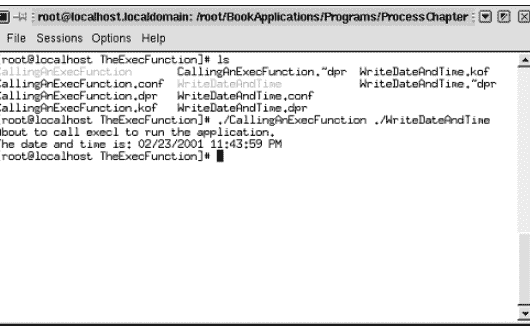 root@localhost.localdomain: /root/BookApplications/Programs/ProcessChapter
File Sessions Options Help
[root@localhost TheExecFunction]# ls
CallingAnExecFunction CallingAnExecFunction.~dpr WriteDateAndTime.kof
CallingAnExecFunction.conf WriteDateAndTime WriteDateAndTime.~dpr
CallingAnExecFunction.dpr WriteDateAndTime.conf
CallingAnExecFunction.kof WriteDateAndTime.dpr
[root@localhost TheExecFunction]# ./CallingAnExecFunction ./WriteDateAndTime
About to call execl to run the application.
The date and time is: 02/23/2001 11:43:59 PM
[root@localhost TheExecFunction]#